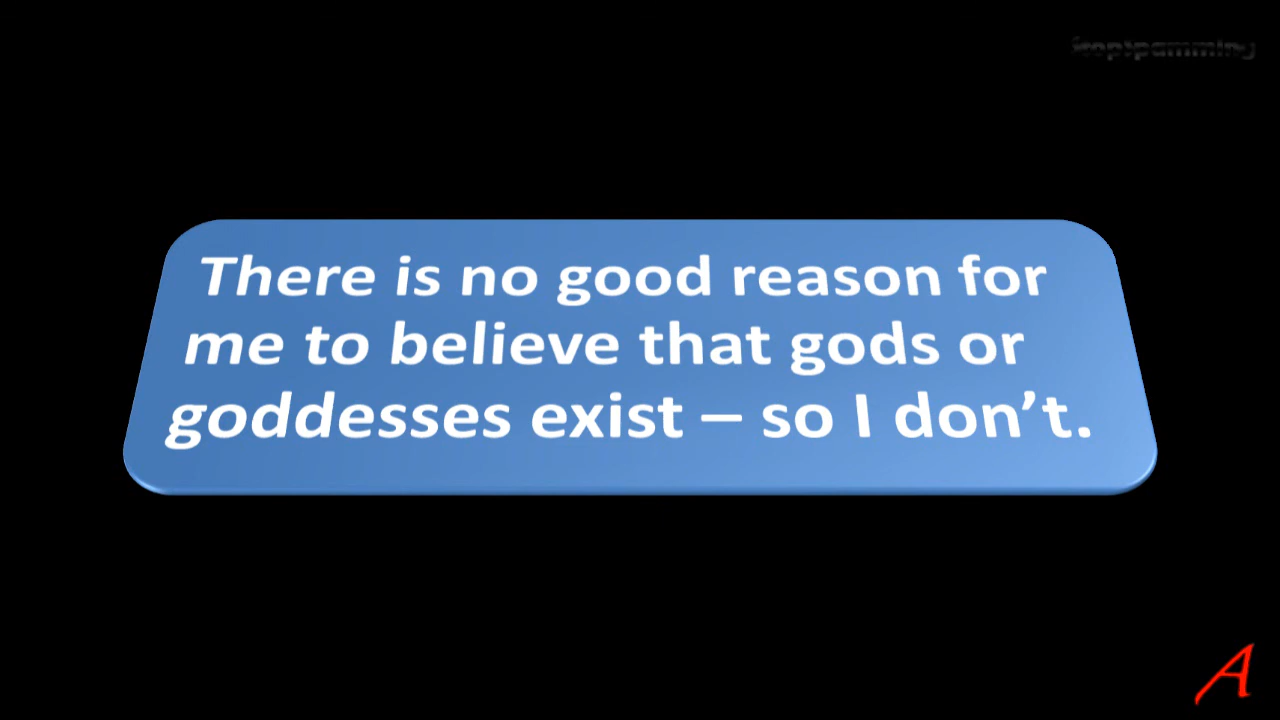 There is no good reason for
me to believe that gods or
goddesses exist – so I don’t.
A